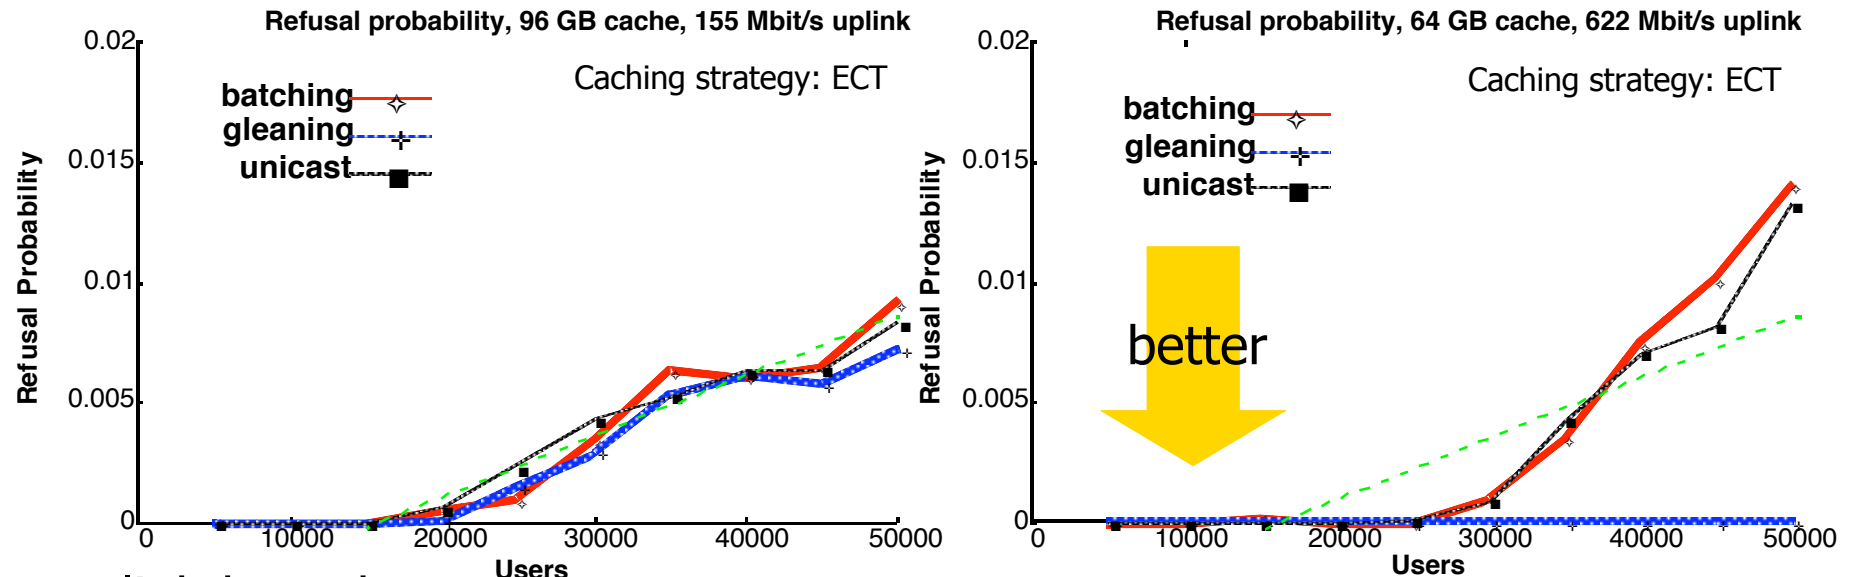 Refusal probability, 96 GB cache, 155 Mbit/s uplink
Caching strategy: ECT
batching
gleaning
unicast
Refusal Probability
0.02
0.015
0.01
0.005
0
0
10000
20000
30000
40000
50000
Users
Refusal probability, 64 GB cache, 622 Mbit/s uplink
Caching strategy: ECT
batching
gleaning
unicast
better
Refusal Probability
0.02
0.015
0.01
0.005
0
0
10000
20000
30000
40000
50000
Users